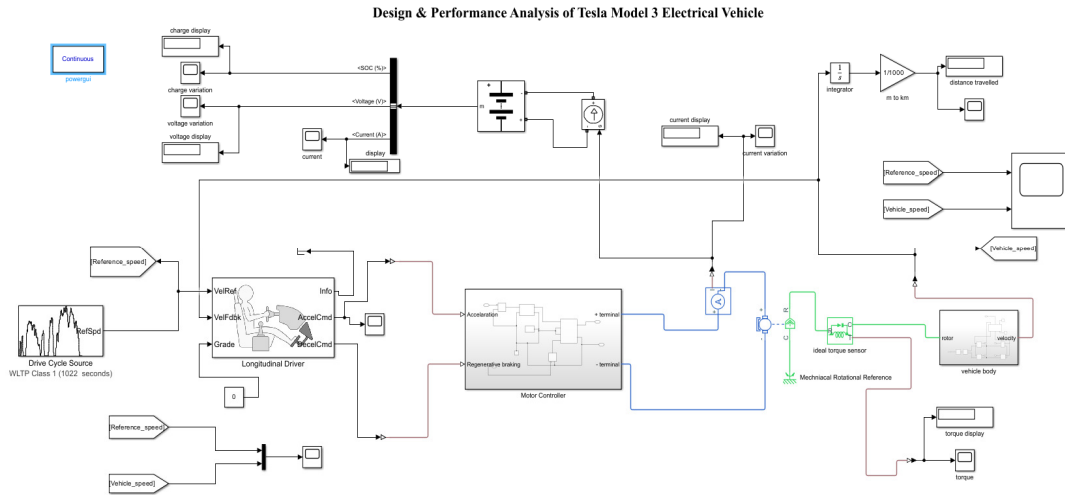 Design & Performance Analysis of Tesla Model 3 Electrical Vehicle
Continuous
powergui
charge display
charge variation
voltage variation
voltage display
<SOC (%)>
<Voltage (V)>
<Current (A)>
current
display
m
current display
current variation
1
s
integrator
1/1000
m to km
distance travelled
[Reference_speed]
[Vehicle_speed]
[Vehicle_speed]
[Reference_speed]
RefSpd
Drive Cycle Source
WLTP Class 1 (1022 seconds)
VelRef
VelFdbk
Grade
Info
AccelCmd
DecelCmd
Longitudinal Driver
0
Accelaration
Regenerative braking
+ terminal
- terminal
Motor Controller
A
R
C
Mechniacal Rotational Reference
ideal torque sensor
rotor
velocity
vehicle body
torque display
torque
[Reference_speed]
[Vehicle_speed]